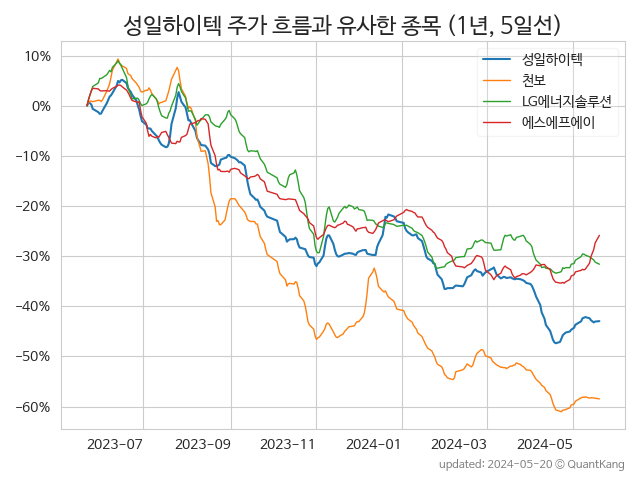 성일하이텍 주가 흐름과 유사한 종목 (1년, 5일선)
성일하이텍
천보
LG에너지솔루션
에스에프에이
10%
0%
−10%
−20%
−30%
−40%
−50%
−60%
2023-07
2023-09
2023-11
2024-01
2024-03
2024-05
updated: 2024-05-20 © QuantKang